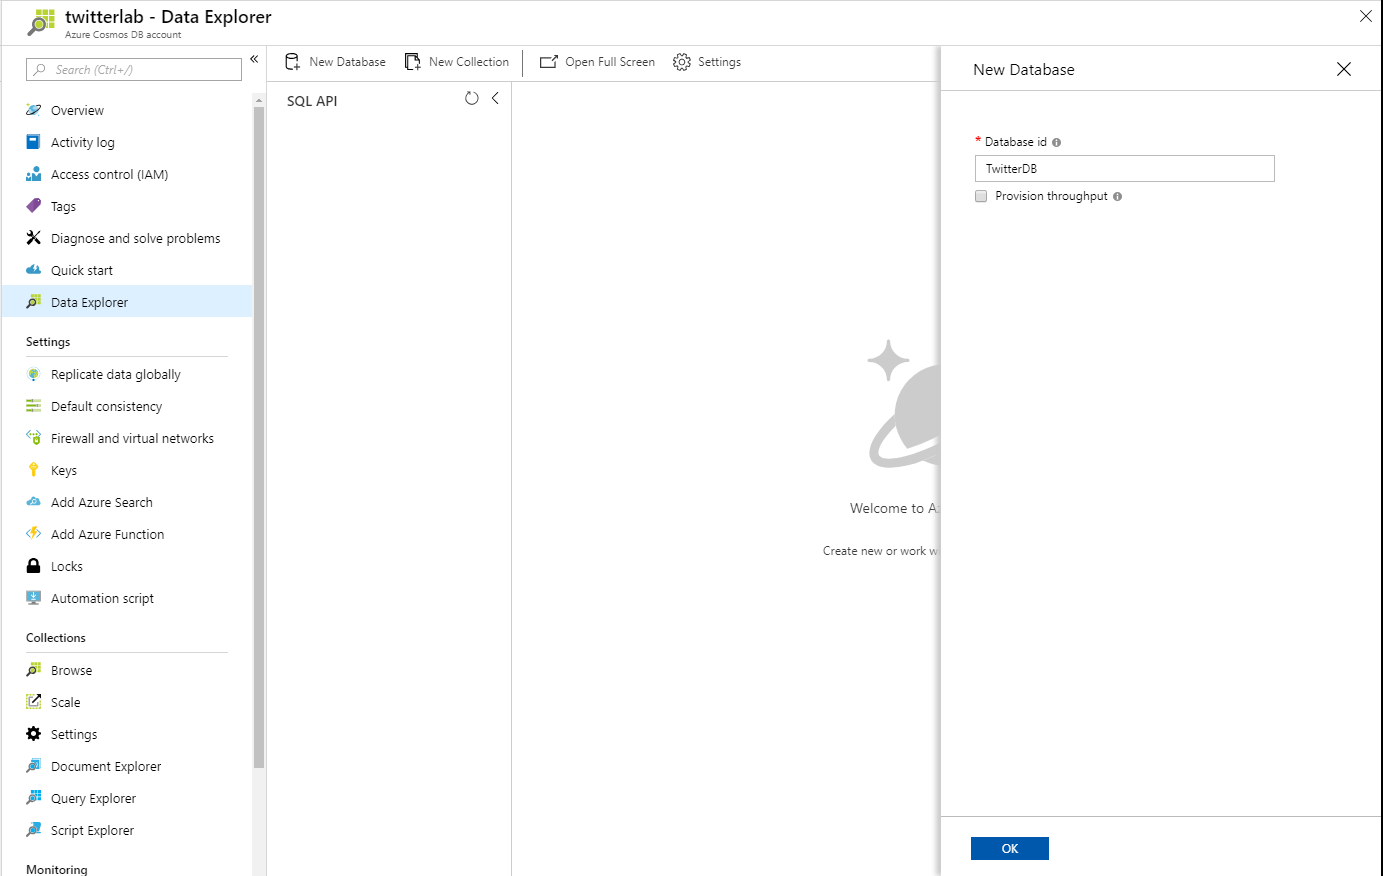 twitterlab - Data Explorer
Azure Cosmos DB account
Search (Ctrl+/)
«
Overview
Activity log
Access control (IAM)
Tags
Diagnose and solve problems
Quick start
Data Explorer
Settings
Replicate data globally
Default consistency
Firewall and virtual networks
Keys
Add Azure Search
Add Azure Function
Locks
Automation script
Collections
Browse
Scale
Settings
Document Explorer
Query Explorer
Script Explorer
Monitoring
New Database
New Collection
Open Full Screen
Settings
SQL API
Welcome to A
Create new or work w
New Database
* Database id
TwitterDB
Provision throughput
OK